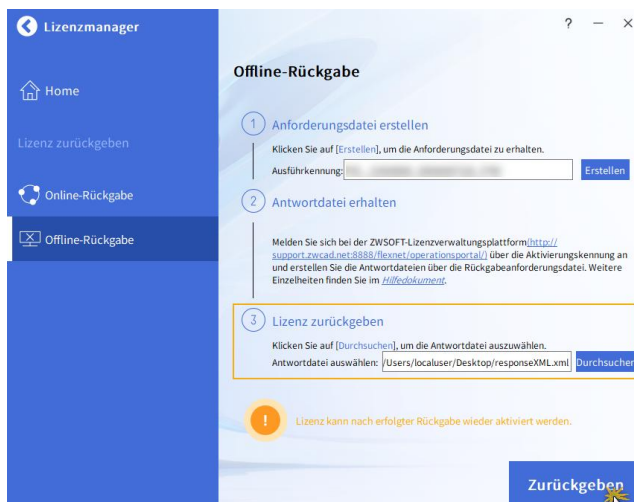 Lizenzmanager
Home
Lizenz zurückgeben
Online-Rückgabe
Offline-Rückgabe
?
Offline-Rückgabe
1 Anforderungsdatei erstellen
Klicken Sie auf [Erstellen], um die Anforderungsdatei zu erhalten.
Ausführkennung: Erstellen
2 Antwortdatei erhalten
Melden Sie sich bei der ZWSOFT-Lizenzverwaltungsplattform(http://
support.zwcad.net:8888/flexnet/operationsportal/) über die Aktivierungskennung an
und erstellen Sie die Antwortdateien über die Rückgabeanforderungsdatei. Weitere
Einzelheiten finden Sie im Hilfedokument.
3 Lizenz zurückgeben
Klicken Sie auf [Durchsuchen], um die Antwortdatei auszuwählen.
Antwortdatei auswählen: /Users/localuser/Desktop/responseXML.xml Durchsuchen
! Lizenz kann nach erfolgter Rückgabe wieder aktiviert werden.
Zurückgeben